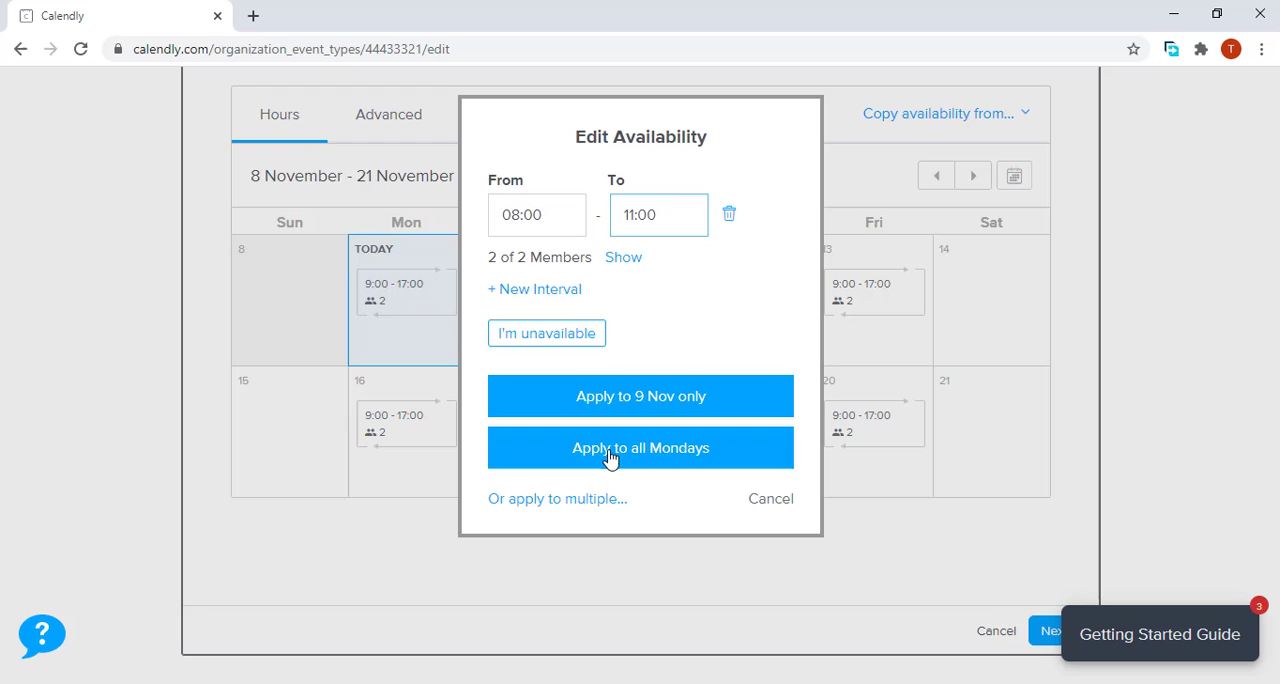 Calendly
calendly.com/organization_event_types/44433321/edit
T
Hours
Advanced
Copy availability from...
8 November - 21 November
Sun
Mon
Fri
Sat
8
TODAY
9:00 - 17:00
2
13
9:00 - 17:00
2
14
15
16
9:00 - 17:00
2
20
9:00 - 17:00
2
21
Edit Availability
From
To
08:00
-
11:00
2 of 2 Members
Show
+ New Interval
I'm unavailable
Apply to 9 Nov only
Apply to all Mondays
Or apply to multiple...
Cancel
?
Cancel
Nex
3
Getting Started Guide